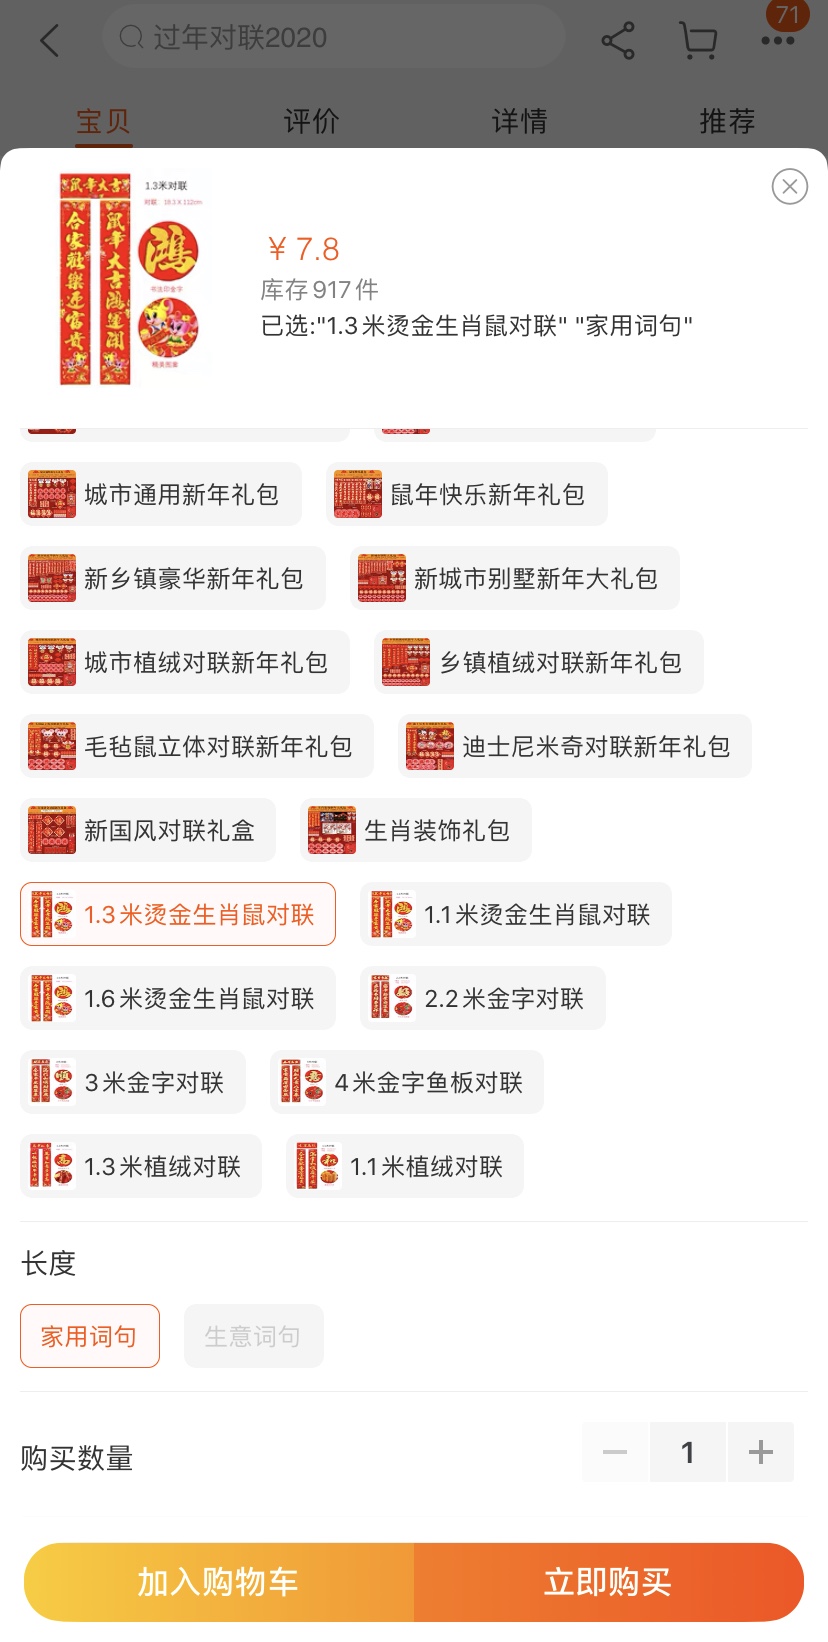 过年对联2020
71
宝贝 评价 详情 推荐
鼠年大吉
合家歡樂迎富貴
鼠年大吉鴻運開
1.3米对联
鴻
精美图案
¥ 7.8
库存917件
已选:"1.3米烫金生肖鼠对联" "家用词句"
城市通用新年礼包 鼠年快乐新年礼包
新乡镇豪华新年礼包 新城市别墅新年大礼包
城市植绒对联新年礼包 乡镇植绒对联新年礼包
毛毡鼠立体对联新年礼包 迪士尼米奇对联新年礼包
新国风对联礼盒 生肖装饰礼包
1.3米烫金生肖鼠对联 1.1米烫金生肖鼠对联
1.6米烫金生肖鼠对联 2.2米金字对联
3米金字对联 4米金字鱼板对联
1.3米植绒对联 1.1米植绒对联
长度
家用词句 生意词句
购买数量
1
加入购物车 立即购买